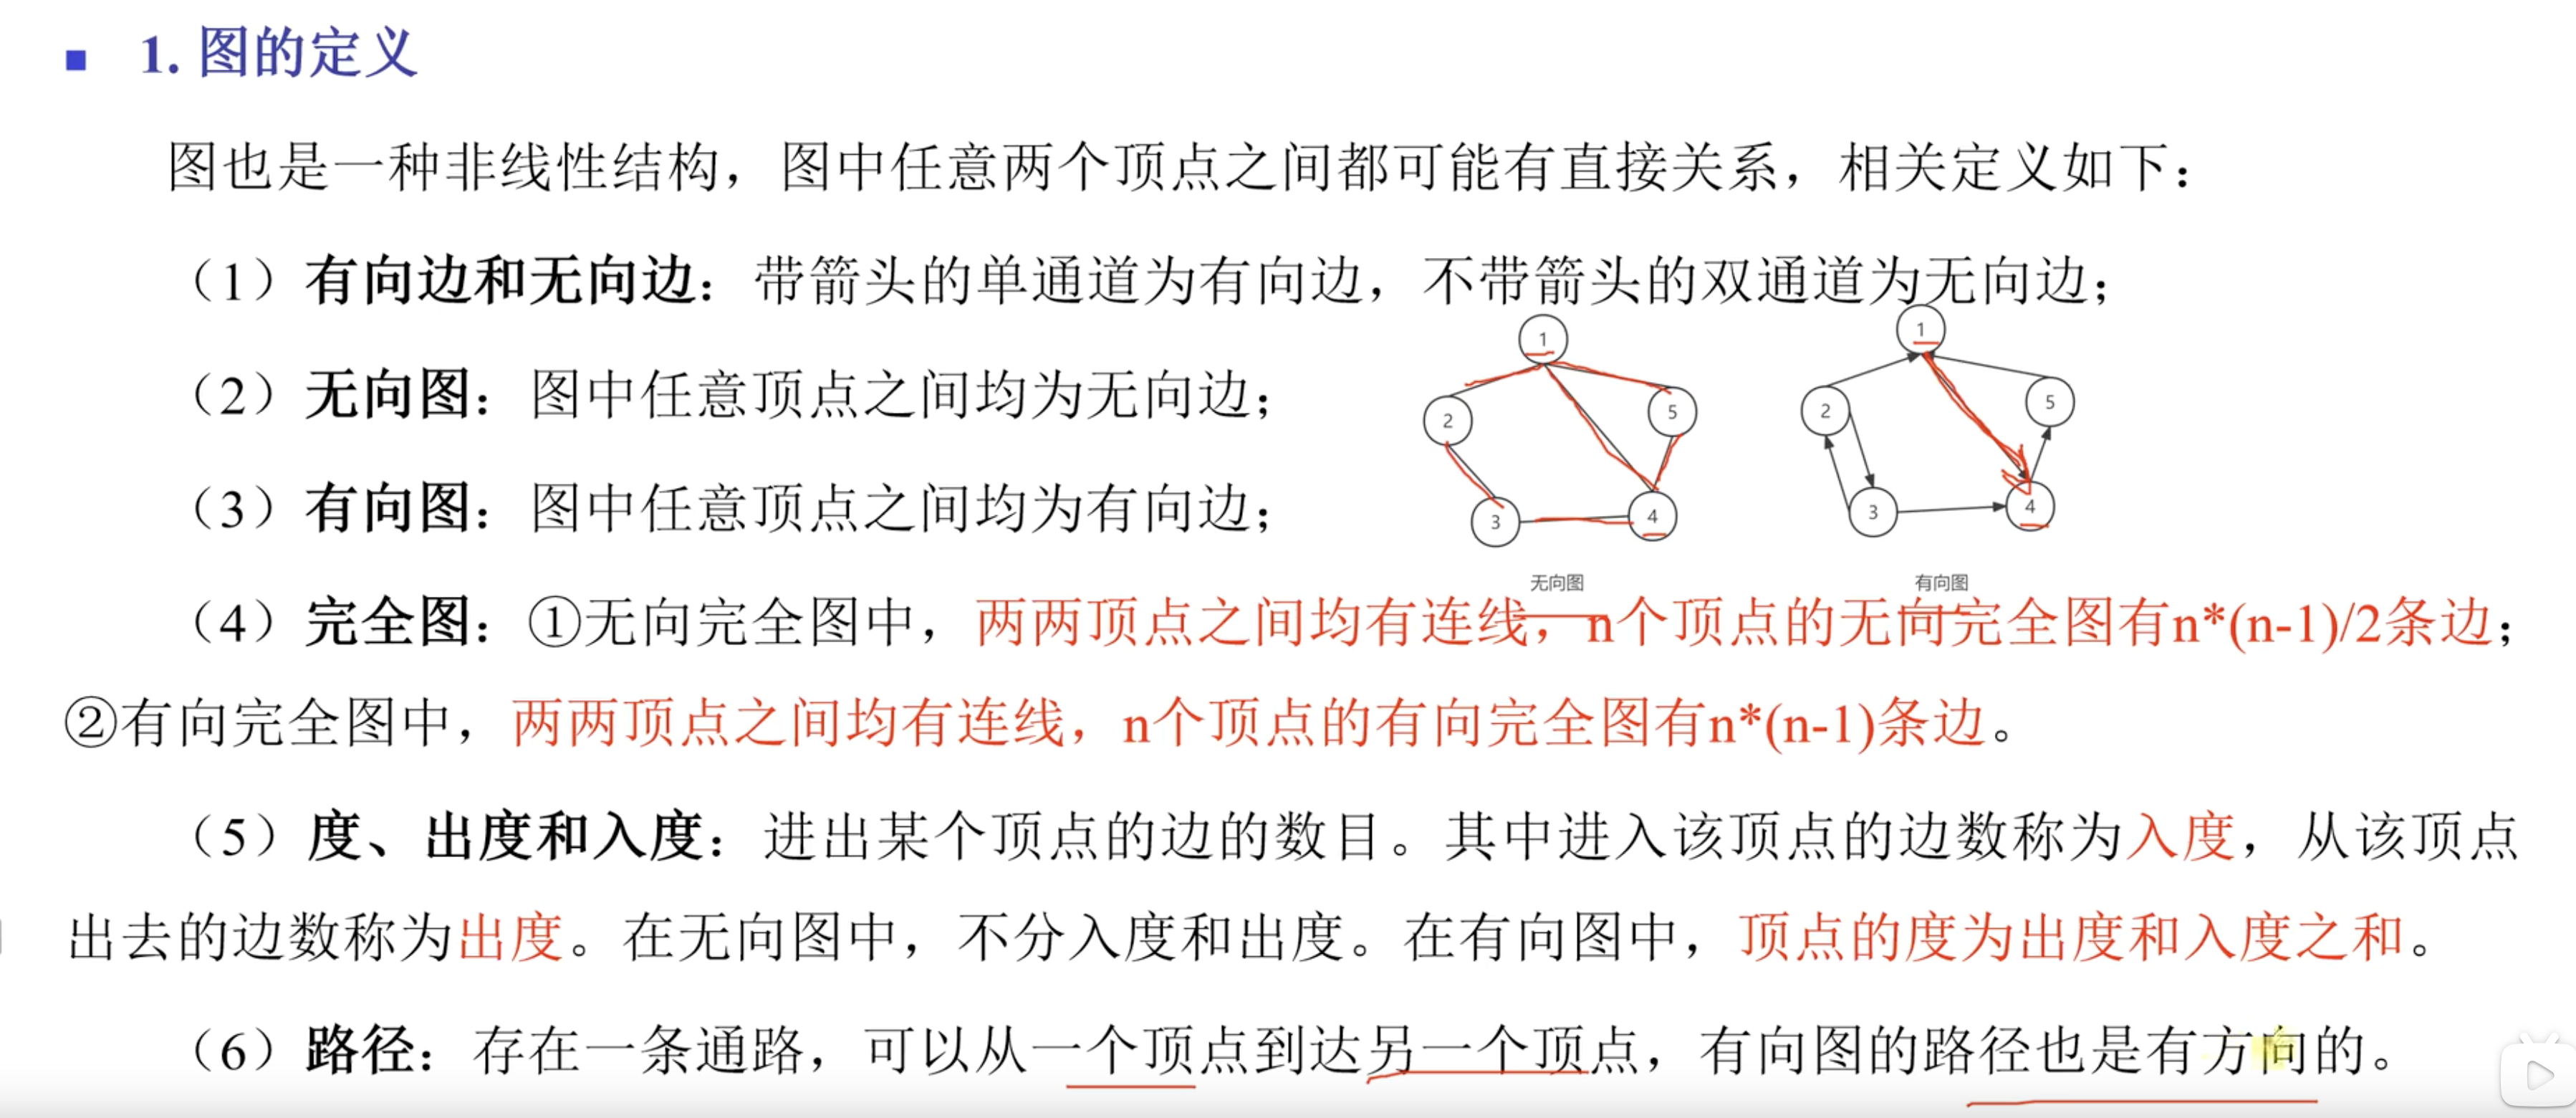 1. 图的定义
图也是一种非线性结构，图中任意两个顶点之间都可能有直接关系，相关定义如下：
（1）有向边和无向边：带箭头的单通道为有向边，不带箭头的双通道为无向边；
（2）无向图：图中任意顶点之间均为无向边；
（3）有向图：图中任意顶点之间均为有向边；
1
2
5
3
4
无向图
1
2
5
3
4
有向图
（4）完全图：①无向完全图中，两两顶点之间均有连线，n个顶点的无向完全图有n*(n-1)/2条边；
②有向完全图中，两两顶点之间均有连线，n个顶点的有向完全图有n*(n-1)条边。
（5）度、出度和入度：进出某个顶点的边的数目。其中进入该顶点的边数称为入度，从该顶点
出去的边数称为出度。在无向图中，不分入度和出度。在有向图中，顶点的度为出度和入度之和。
（6）路径：存在一条通路，可以从一个顶点到达另一个顶点，有向图的路径也是有方向的。